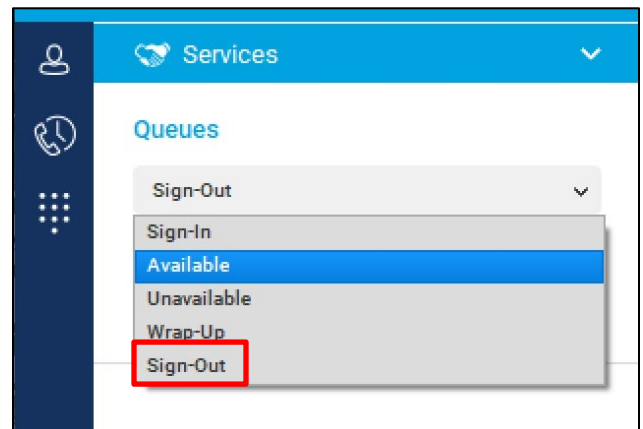 Services
Queues
Sign-Out
Sign-In
Available
Unavailable
Wrap-Up
Sign-Out